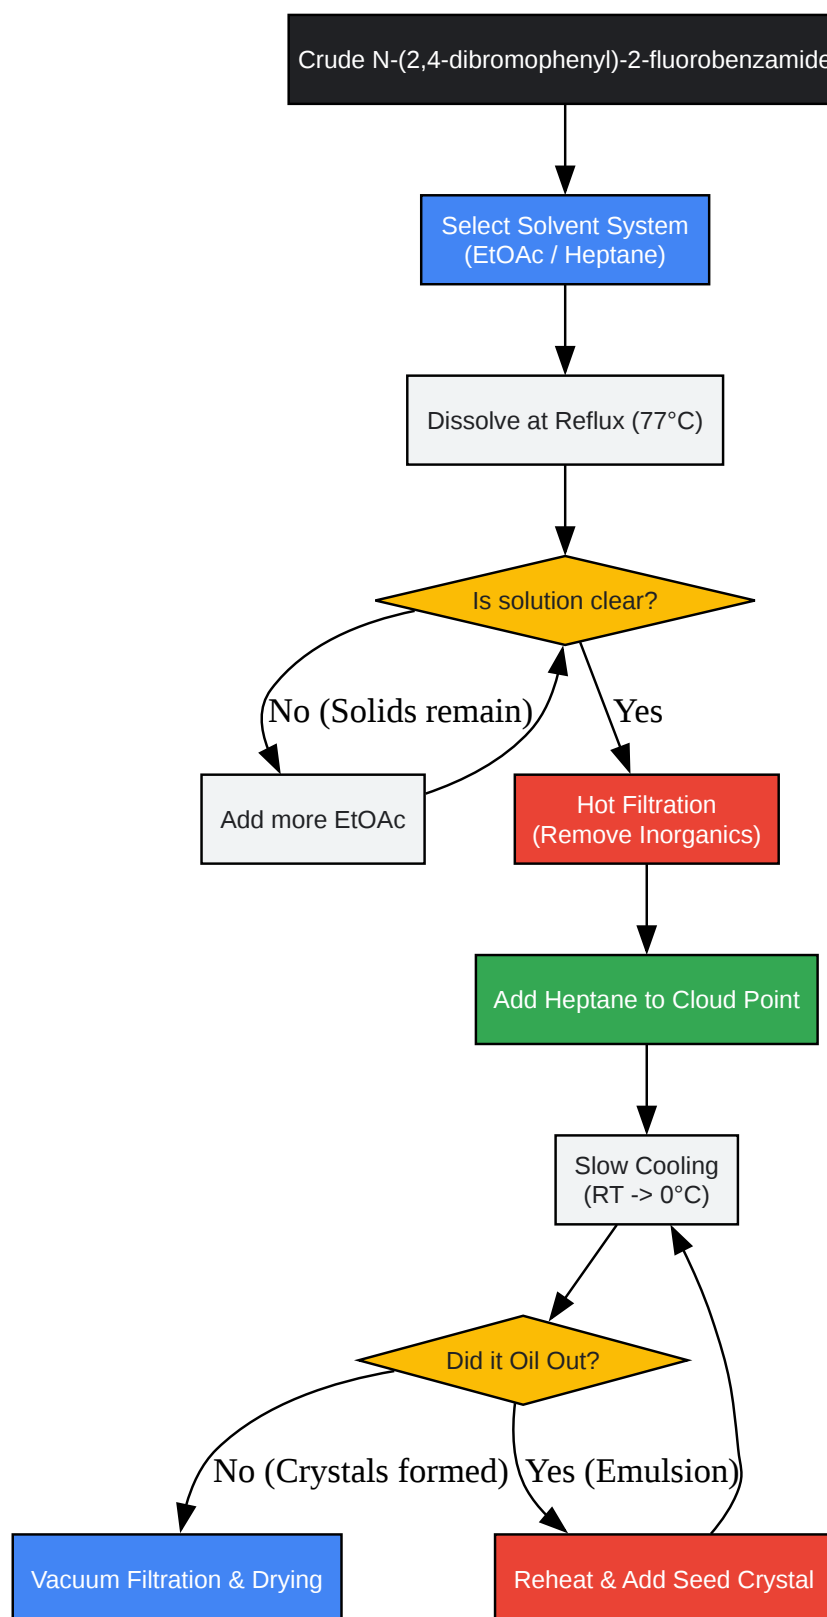 Crude N-(2,4-dibromophenyl)-2-fluorobenzamide
Select Solvent System
(EtOAc / Heptane)
Dissolve at Reflux (77°C)
Is solution clear?
No (Solids remain)
Yes
Add more EtOAc
Hot Filtration
(Remove Inorganics)
Add Heptane to Cloud Point
Slow Cooling
(RT -> 0°C)
Did it Oil Out?
No (Crystals formed)
Yes (Emulsion)
Vacuum Filtration & Drying
Reheat & Add Seed Crystal